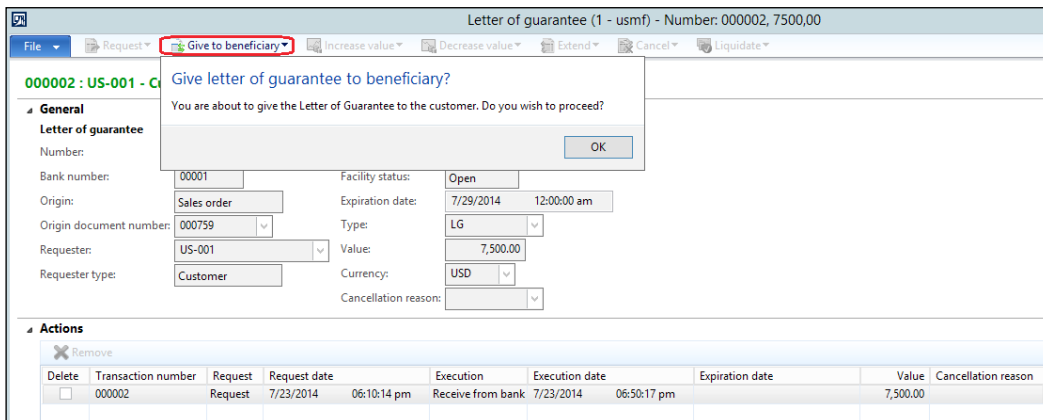 Letter of guarantee (1 - usmf) - Number: 000002, 7500,00
File Request Give to beneficiary Increase value Decrease value Extend Cancel Liquidate
000002 : US-001 - C
Give letter of guarantee to beneficiary?
You are about to give the Letter of Guarantee to the customer. Do you wish to proceed?
OK
General
Letter of guarantee
Number:
Bank number: 00001 Facility status: Open
Origin: Sales order Expiration date: 7/29/2014 12:00:00 am
Origin document number: 000759 Type: LG
Requester: US-001 Value: 7,500.00
Requester type: Customer Currency: USD
Cancellation reason:
Actions
Remove
Delete Transaction number Request Request date Execution Execution date Expiration date Value Cancellation reason
000002 Request 7/23/2014 06:10:14 pm Receive from bank 7/23/2014 06:50:17 pm 7,500.00